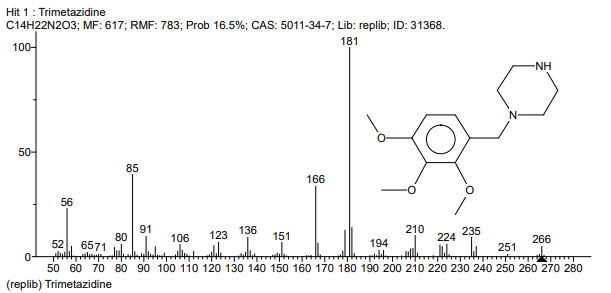 Hit 1 : Trimetazidine
C14H22N2O3; MF: 617; RMF: 783; Prob 16.5%; CAS: 5011-34-7; Lib: replib; ID: 31368.
100
181
NH
N
O
O
O
50
85
166
56
52
65
71
80
91
106
123
136
151
194
210
224
235
251
266
0
50 60 70 80 90 100 110 120 130 140 150 160 170 180 190 200 210 220 230 240 250 260 270 280
(replib) Trimetazidine